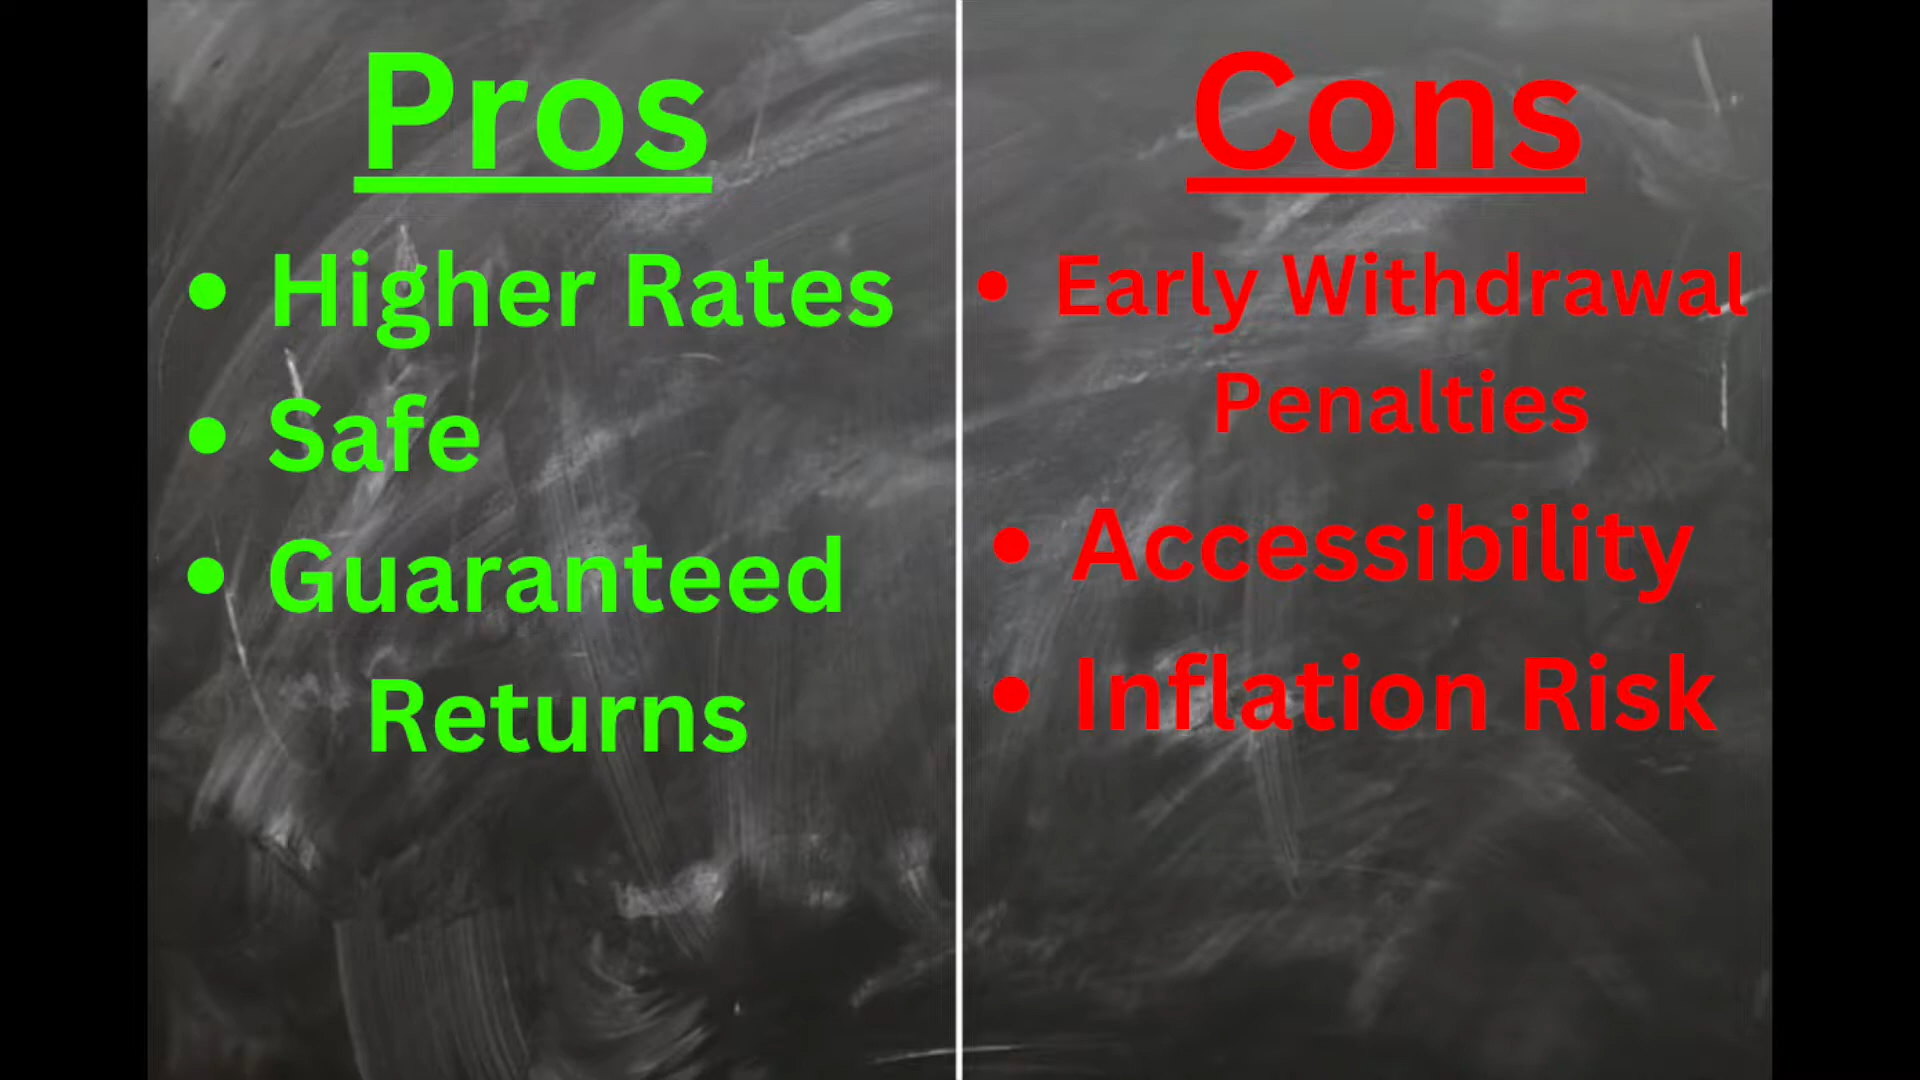 Pros
• Higher Rates
• Safe
• Guaranteed
Returns
Cons
• Early Withdrawal
Penalties
• Accessibility
• Inflation Risk